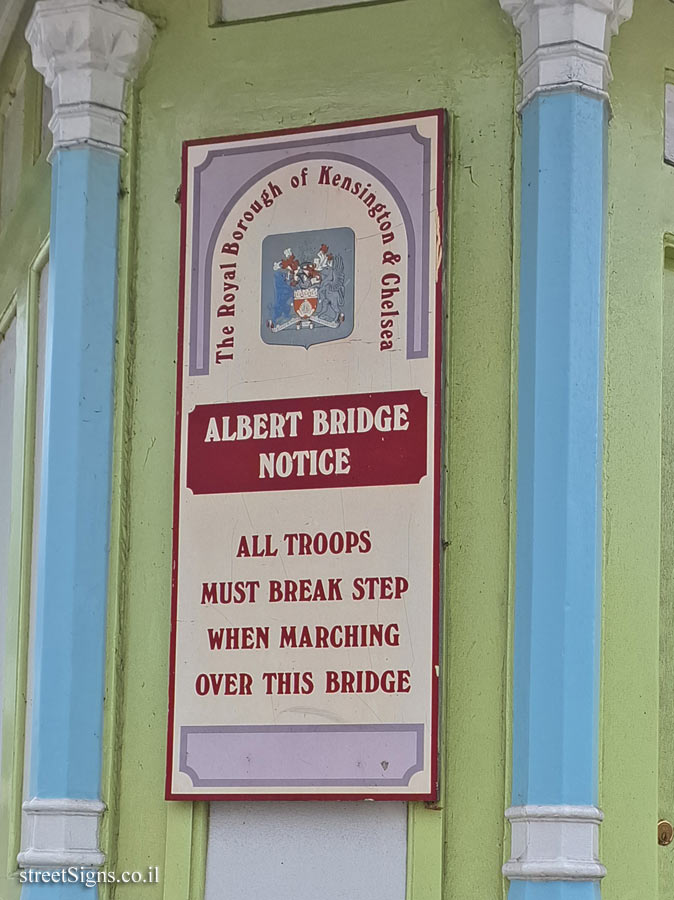 The Royal Borough of Kensington & Chelsea
ALBERT BRIDGE
NOTICE
ALL TROOPS
MUST BREAK STEP
WHEN MARCHING
OVER THIS BRIDGE
streetSigns.co.il